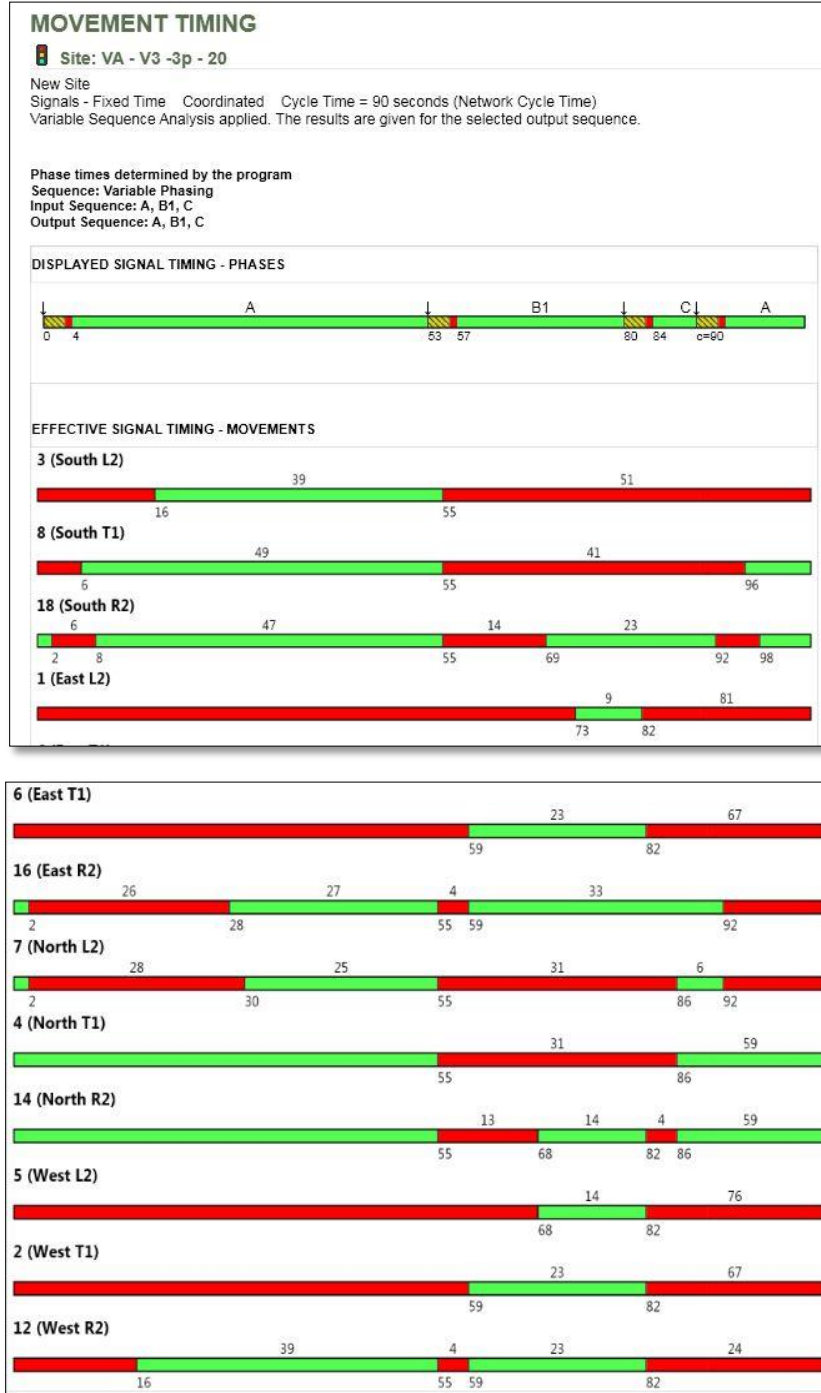 MOVEMENT TIMING
Site: VA - V3 -3p - 20
New Site
Signals - Fixed Time Coordinated Cycle Time = 90 seconds (Network Cycle Time)
Variable Sequence Analysis applied. The results are given for the selected output sequence.
Phase times determined by the program
Sequence: Variable Phasing
Input Sequence: A, B1, C
Output Sequence: A, B1, C
DISPLAYED SIGNAL TIMING - PHASES
A B1 C A
0 4 53 57 80 84 c=90
EFFECTIVE SIGNAL TIMING - MOVEMENTS
3 (South L2)
39 51
16 55
8 (South T1)
49 41
6 55 96
18 (South R2)
6 47 14 23
2 8 55 69 92 98
1 (East L2)
9 81
73 82
6 (East T1)
23 67
59 82
16 (East R2)
26 27 4 33
2 28 55 59 92
7 (North L2)
28 25 31 6
2 30 55 86 92
4 (North T1)
31 59
55 86
14 (North R2)
13 14 4 59
55 68 82 86
5 (West L2)
14 76
68 82
2 (West T1)
23 67
59 82
12 (West R2)
39 4 23 24
16 55 59 82